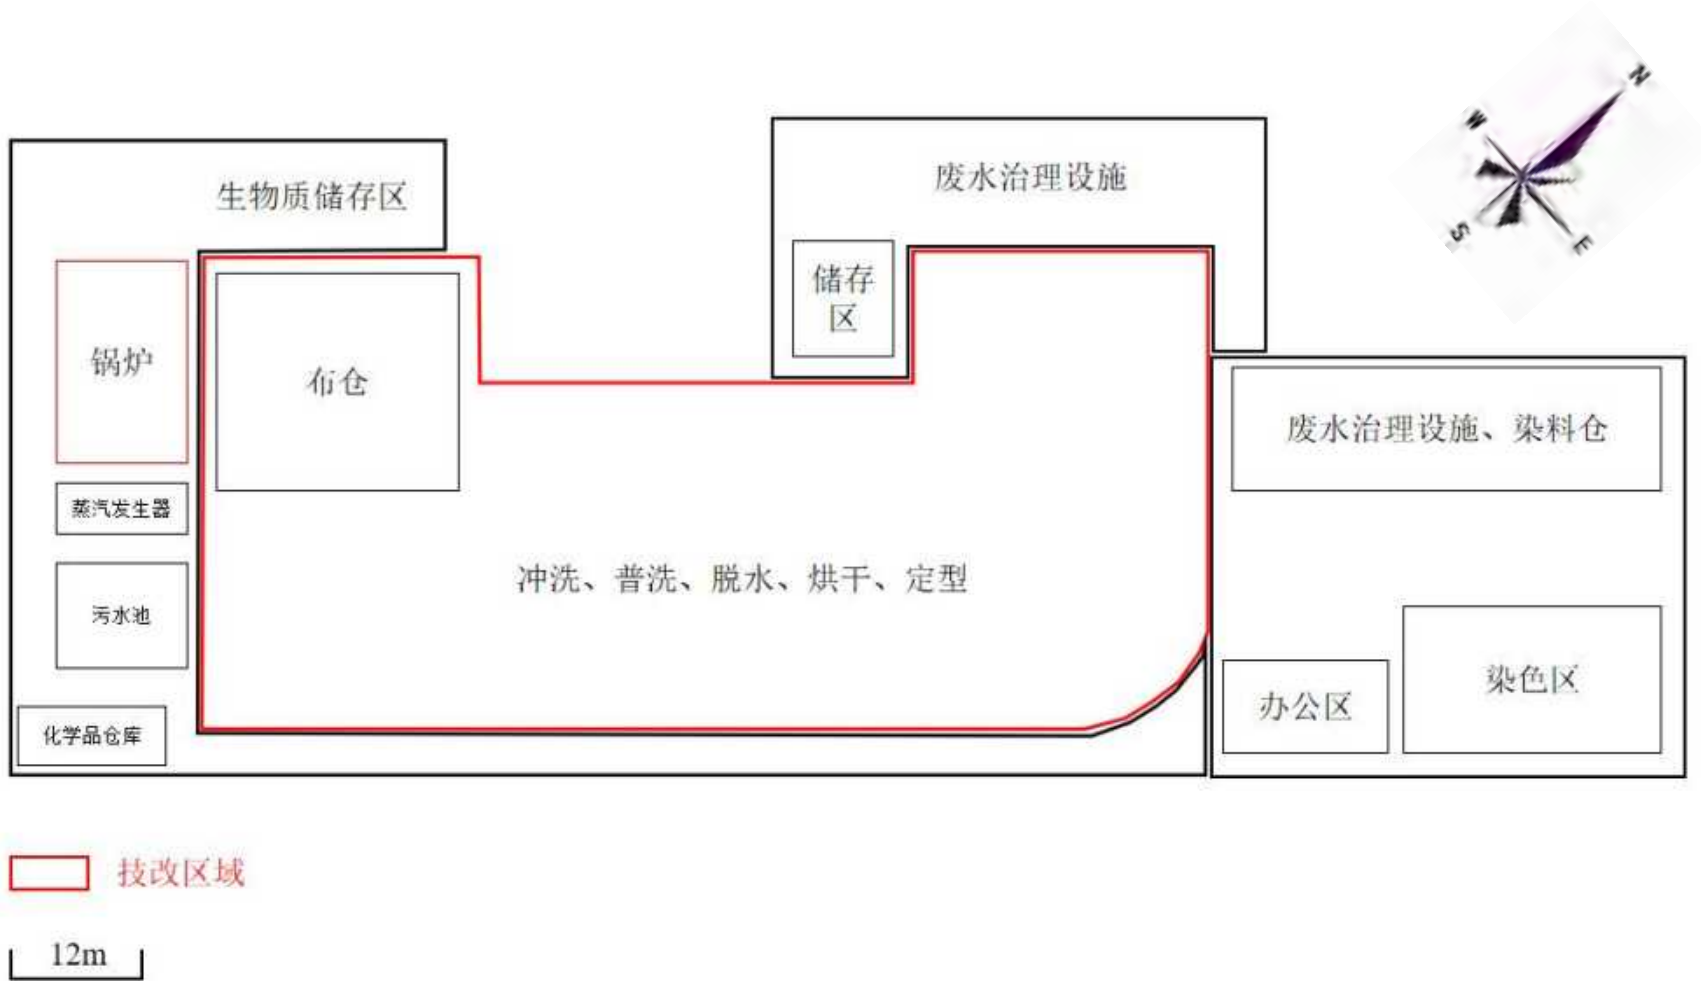 N
W
S
E
废水治理设施
生物质储存区
储存
区
锅炉
布仓
废水治理设施、染料仓
蒸汽发生器
冲洗、普洗、脱水、烘干、定型
污水池
染色区
办公区
化学品仓库
技改区域
12m